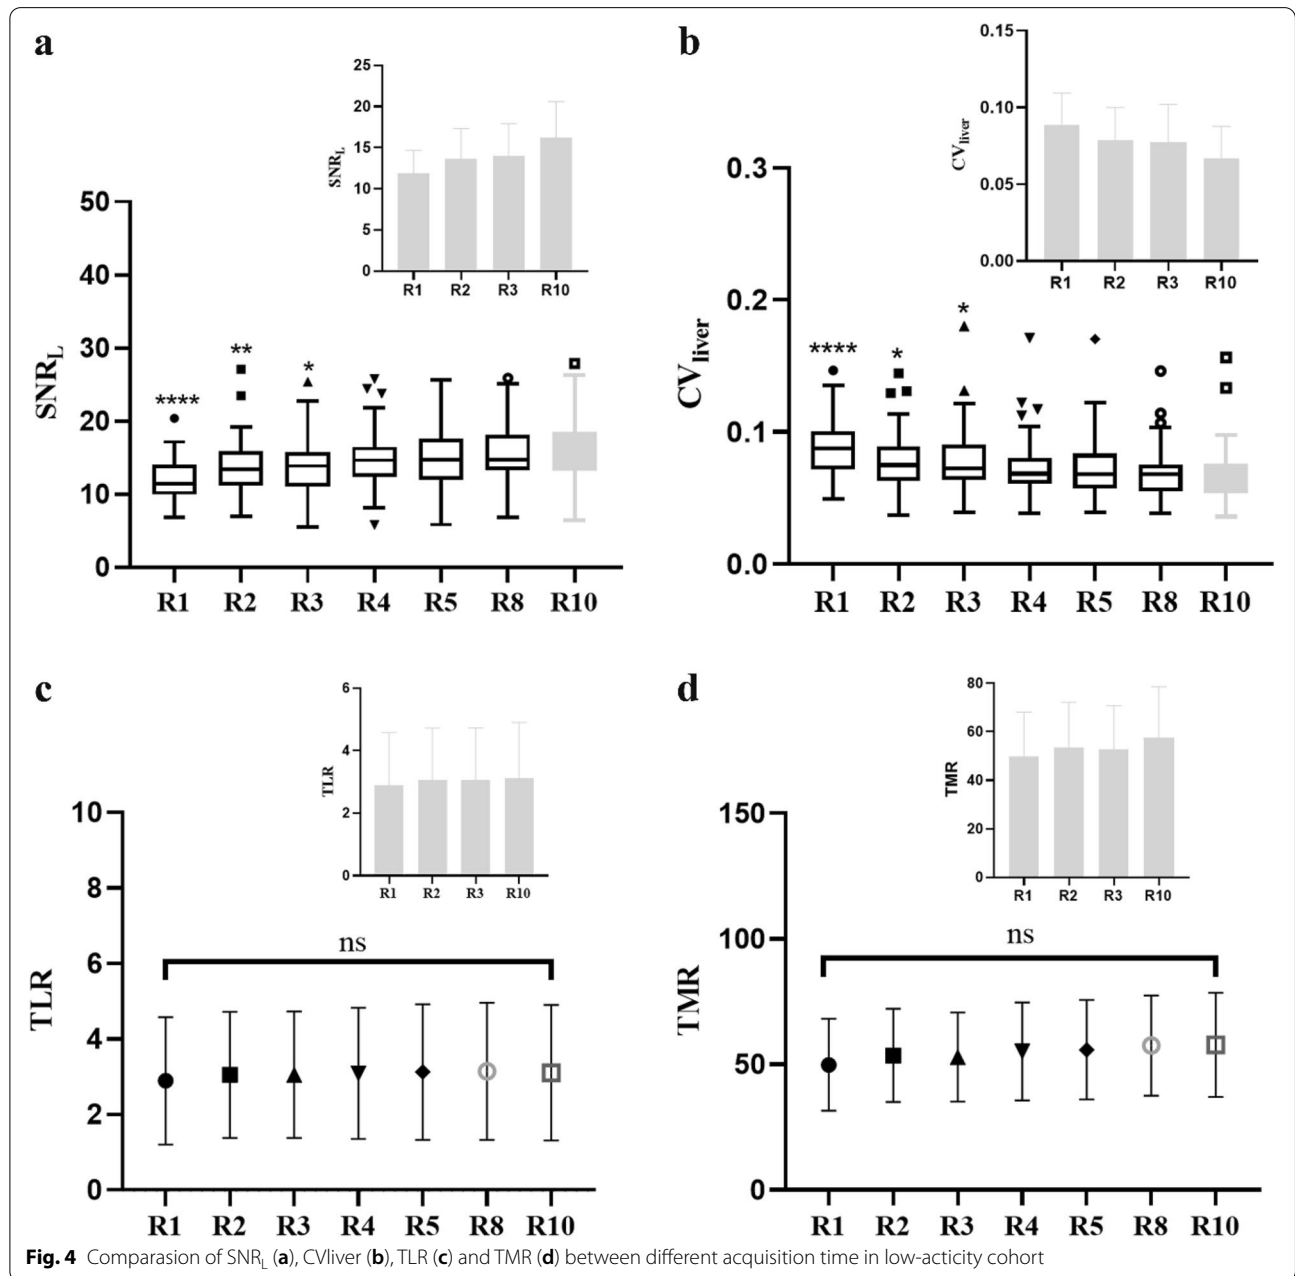 a
25
20
15
10
5
0
SNRL
R1 R2 R3 R10
50
40
30
20
10
0
SNRL
**** ** *
R1 R2 R3 R4 R5 R8 R10
b
0.15
0.10
0.05
0.00
CVliver
R1 R2 R3 R10
0.3
0.2
0.1
0.0
CVliver
**** * *
R1 R2 R3 R4 R5 R8 R10
c
6
4
2
0
TLR
R1 R2 R3 R10
10
8
6
4
2
0
TLR
ns
R1 R2 R3 R4 R5 R8 R10
d
80
60
40
20
0
TMR
R1 R2 R3 R10
150
100
50
0
TMR
ns
R1 R2 R3 R4 R5 R8 R10
Fig. 4 Comparasion of SNRL (a), CVliver (b), TLR (c) and TMR (d) between different acquisition time in low-acticity cohort